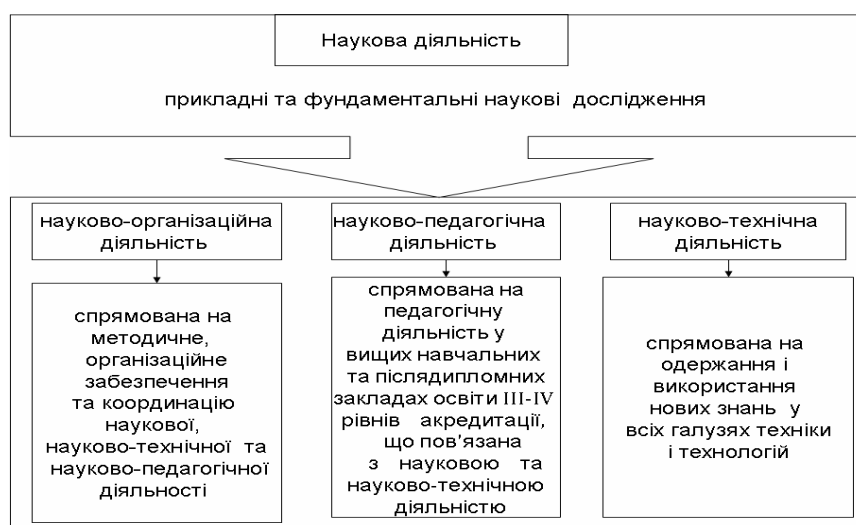 Наукова діяльність
прикладні та фундаментальні наукові дослідження
науково-організаційна
діяльність
науково-педагогічна
діяльність
науково-технічна
діяльність
спрямована на
методичне,
організаційне
забезпечення
та координацію
наукової,
науково-технічної та
науково-педагогічної
діяльності
спрямована на
педагогічну
діяльність у
вищих навчальних
та післядипломних
закладах освіти III-IV
рівнів акредитації,
що пов’язана
з науковою та
науково-технічною
діяльністю
спрямована на
одержання і
використання
нових знань у
всіх галузях техніки
і технологій